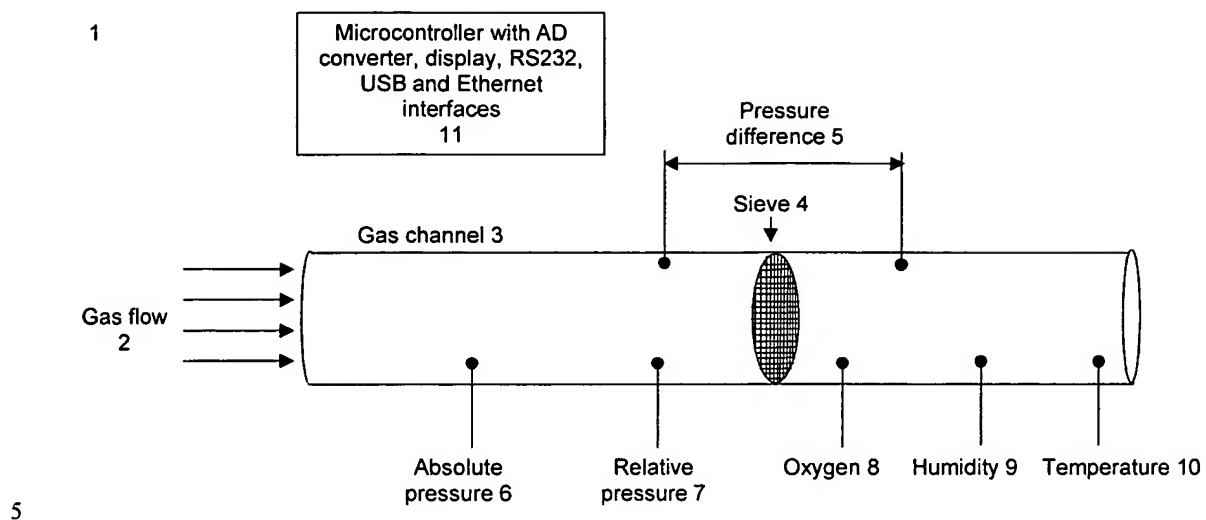 1
Microcontroller with AD
converter, display, RS232,
USB and Ethernet
interfaces
11
Pressure
difference 5
Sieve 4
Gas channel 3
Gas flow
2
Absolute
pressure 6
Relative
pressure 7
Oxygen 8
Humidity 9
Temperature 10
5